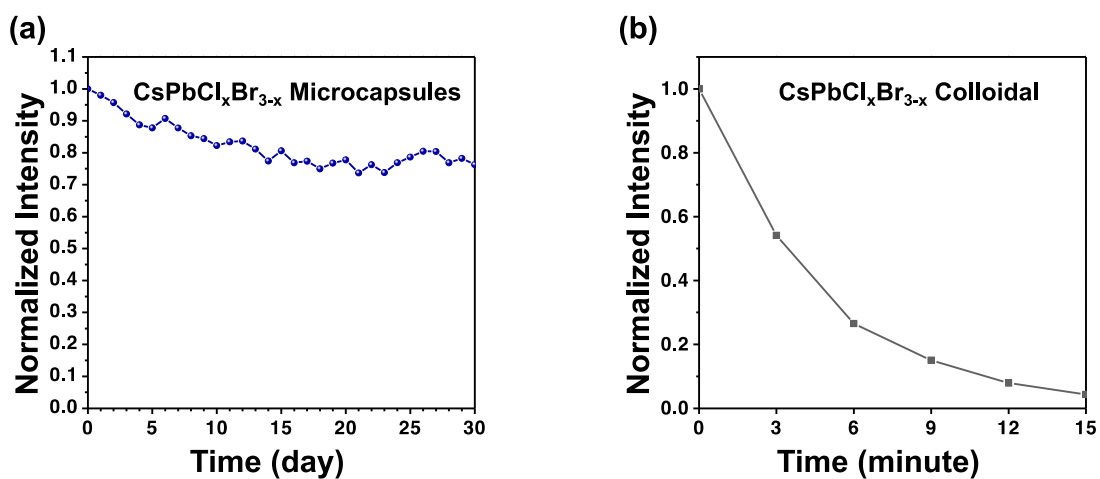 (a)
CsPbClxBr3-x Microcapsules
Normalized Intensity
1.1
1.0
0.9
0.8
0.7
0.6
0.5
0.4
0.3
0.2
0.1
0.0
0 5 10 15 20 25 30
Time (day)
(b)
CsPbClxBr3-x Colloidal
Normalized Intensity
1.0
0.8
0.6
0.4
0.2
0.0
0 3 6 9 12 15
Time (minute)